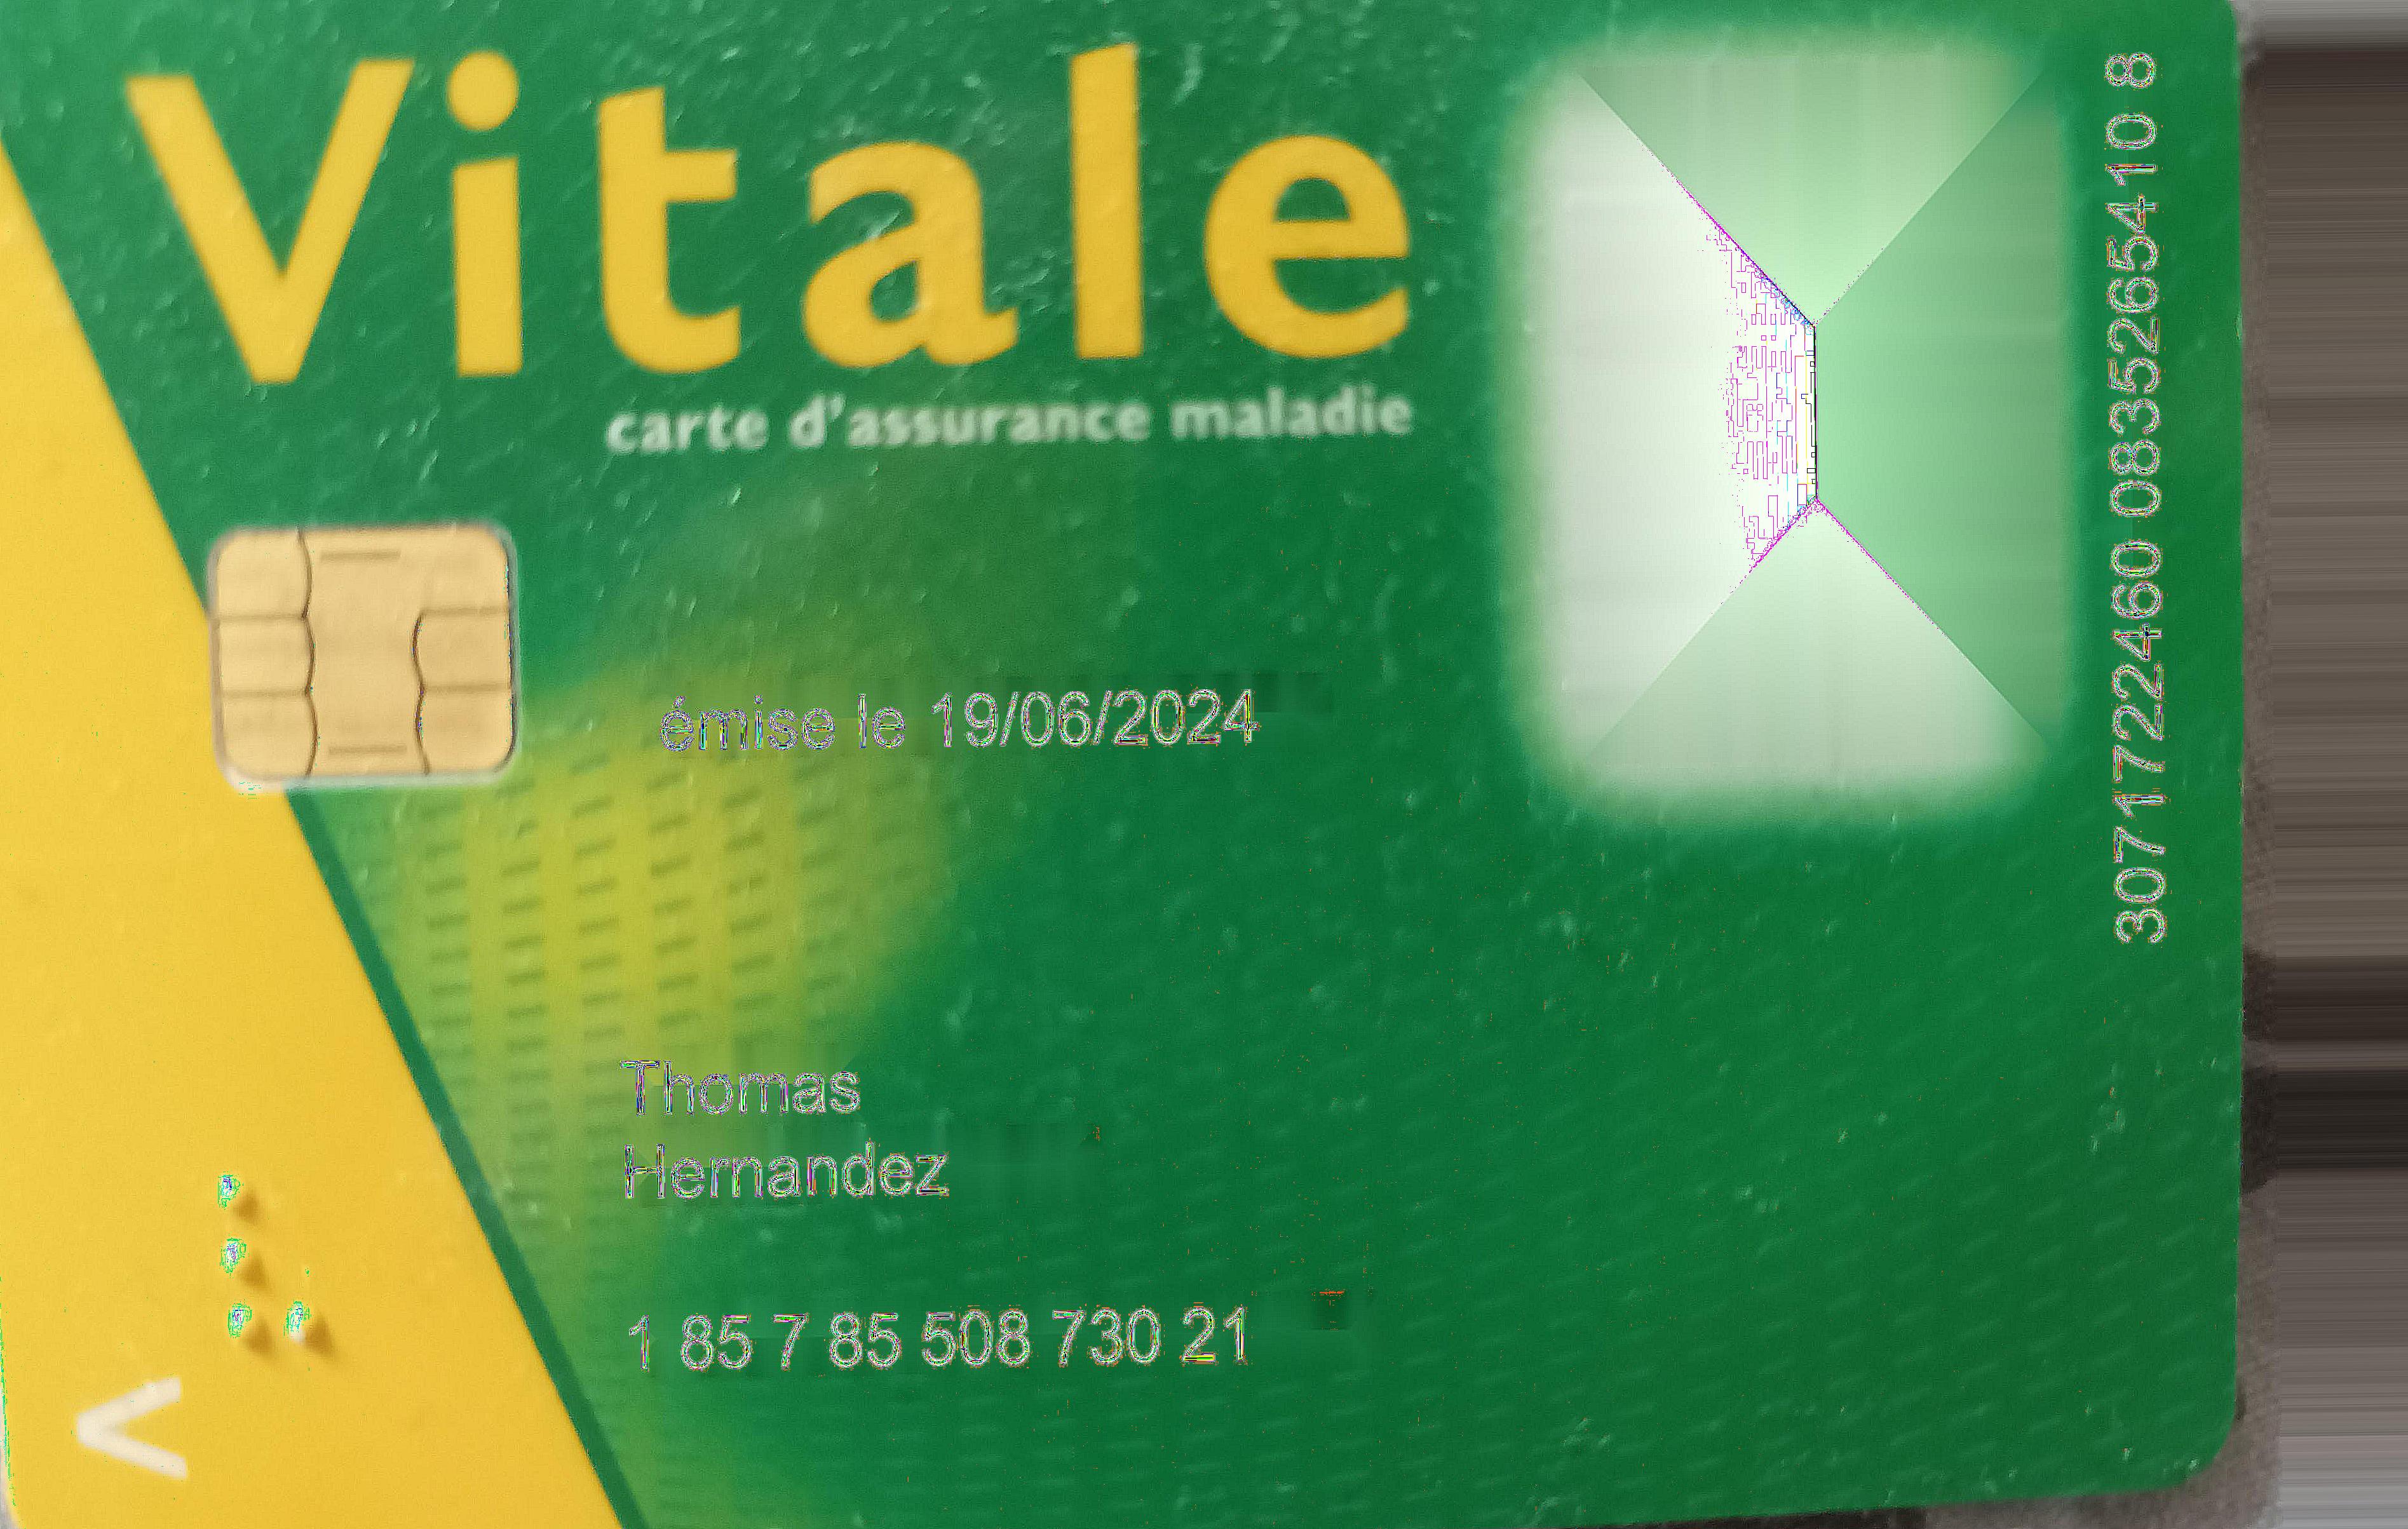 Vitale
carte d'assurance maladie
émise le 19/06/2024
Thomas
Hernandez
1 85 7 85 508 730 21
3071722460 0835265410 8